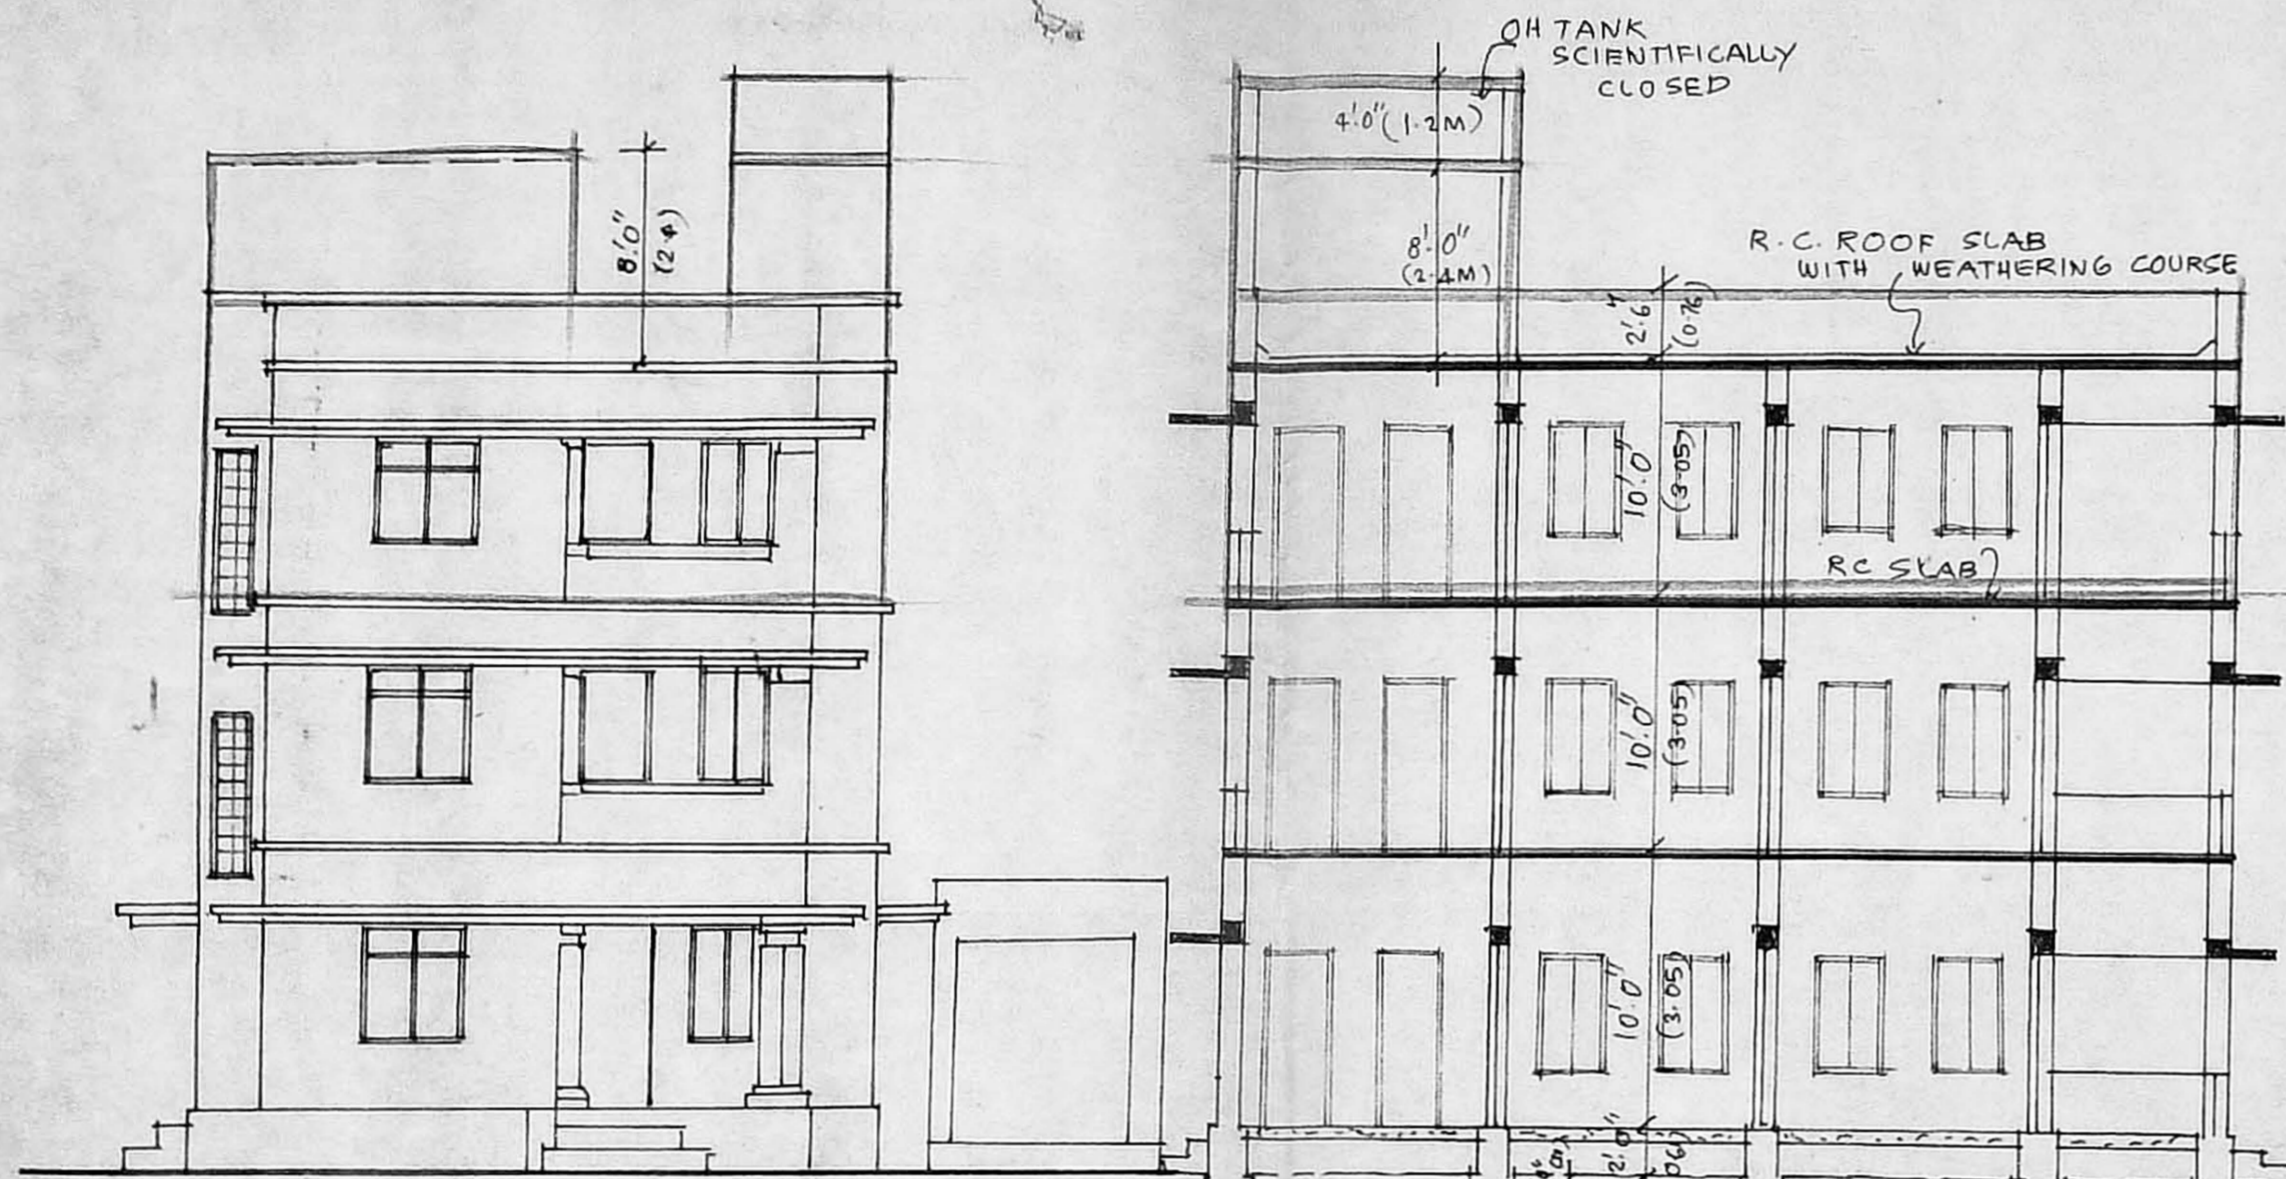 OH TANK
SCIENTIFICALLY
CLOSED
4'.0" (1.2M)
8'.0"
(2.4)
8'.0"
(2.4M)
R.C. ROOF SLAB
WITH WEATHERING COURSE
2'.6"
(0.76)
10'.0"
(3.05)
RC SLAB
10'.0"
(3.05)
10'.0"
(3.05)
2'.0"